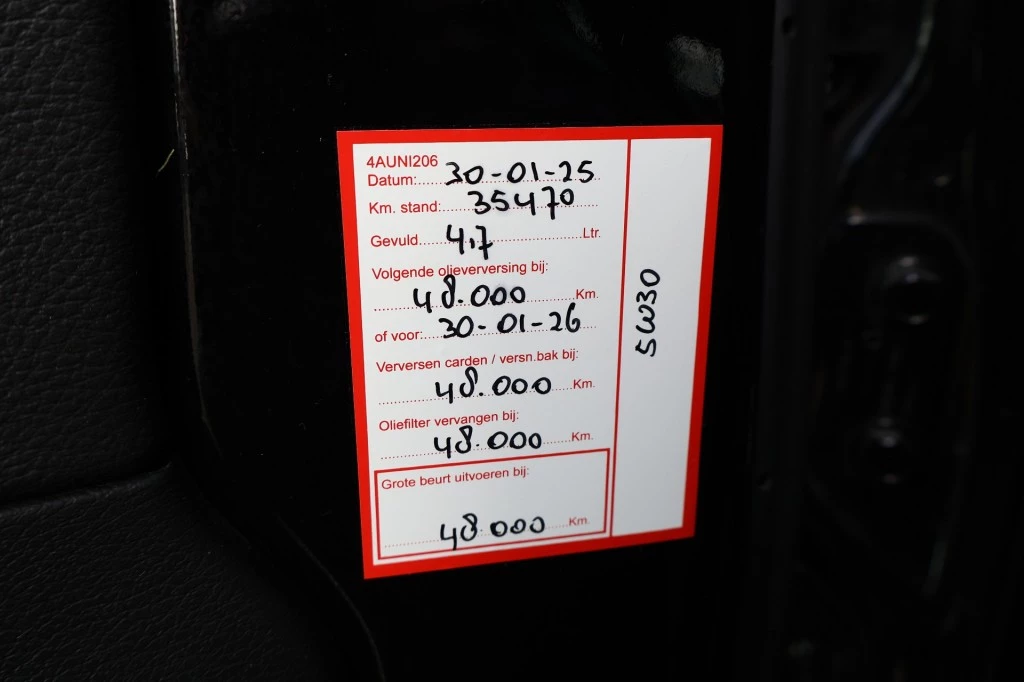 4AUNI206
Datum:......30-01-25
Km. stand:......35470
Gevuld......4,7......Ltr.
Volgende olieverversing bij:
......48.000......Km.
of voor:......30-01-26
Verversen carden / versn.bak bij:
......48.000......Km.
Oliefilter vervangen bij:
......48.000......Km.
Grote beurt uitvoeren bij:
......48.000......Km.
5W30